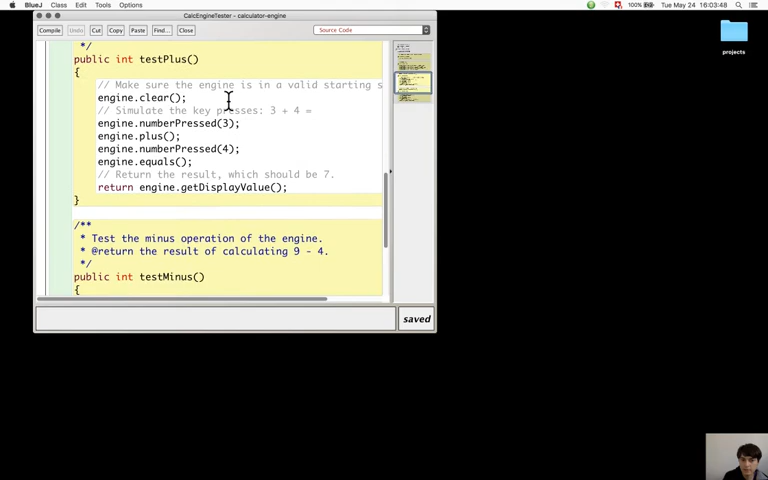 BlueJ Class Edit Tools Options 100% Tue May 24 16:03:48
CalcEngineTester - calculator-engine
Compile Undo Cut Copy Paste Find... Close Source Code
*/
public int testPlus()
{
// Make sure the engine is in a valid starting s
engine.clear();
// Simulate the key presses: 3 + 4 =
engine.numberPressed(3);
engine.plus();
engine.numberPressed(4);
engine.equals();
// Return the result, which should be 7.
return engine.getDisplayValue();
}
/**
* Test the minus operation of the engine.
* @return the result of calculating 9 - 4.
*/
public int testMinus()
{
saved
projects